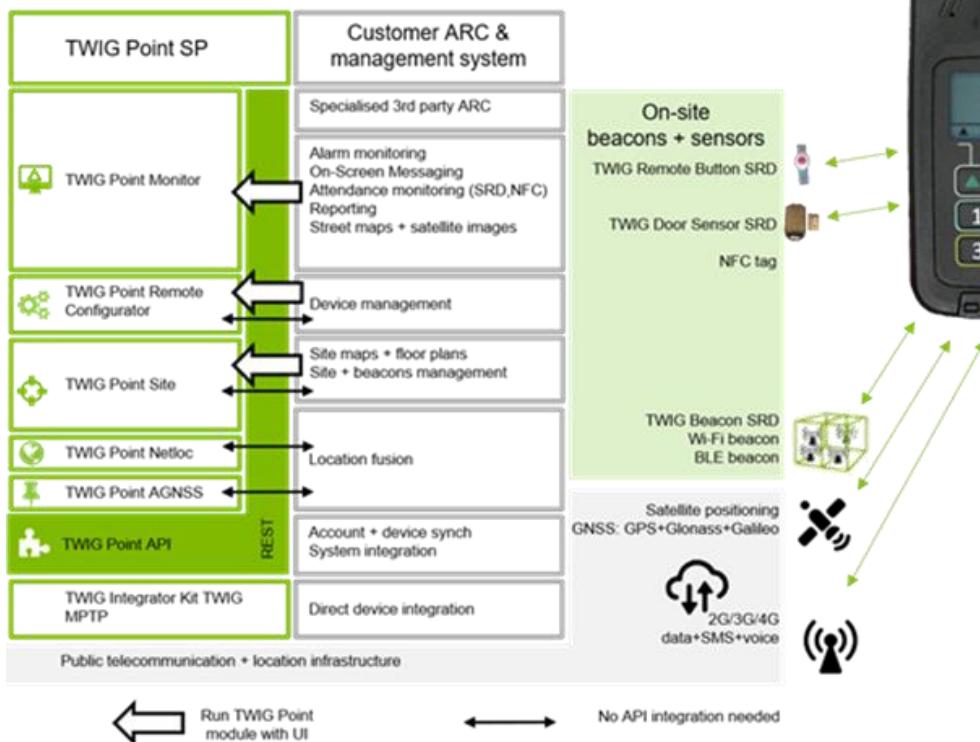 TWIG Point SP
Customer ARC &
management system
Specialised 3rd party ARC
TWIG Point Monitor
Alarm monitoring
On-Screen Messaging
Attendance monitoring (SRD,NFC)
Reporting
Street maps + satellite images
TWIG Point Remote
Configurator
Device management
TWIG Point Site
Site maps + floor plans
Site + beacons management
TWIG Point Netloc
TWIG Point AGNSS
Location fusion
TWIG Point API
REST
Account + device synch
System integration
TWIG Integrator Kit TWIG
MPTP
Direct device integration
On-site
beacons + sensors
TWIG Remote Button SRD
TWIG Door Sensor SRD
NFC tag
TWIG Beacon SRD
Wi-Fi beacon
BLE beacon
Satellite positioning
GNSS: GPS+Glonass+Galileo
2G/3G/4G
data+SMS+voice
1
3
Public telecommunication + location infrastructure
Run TWIG Point
module with UI
No API integration needed